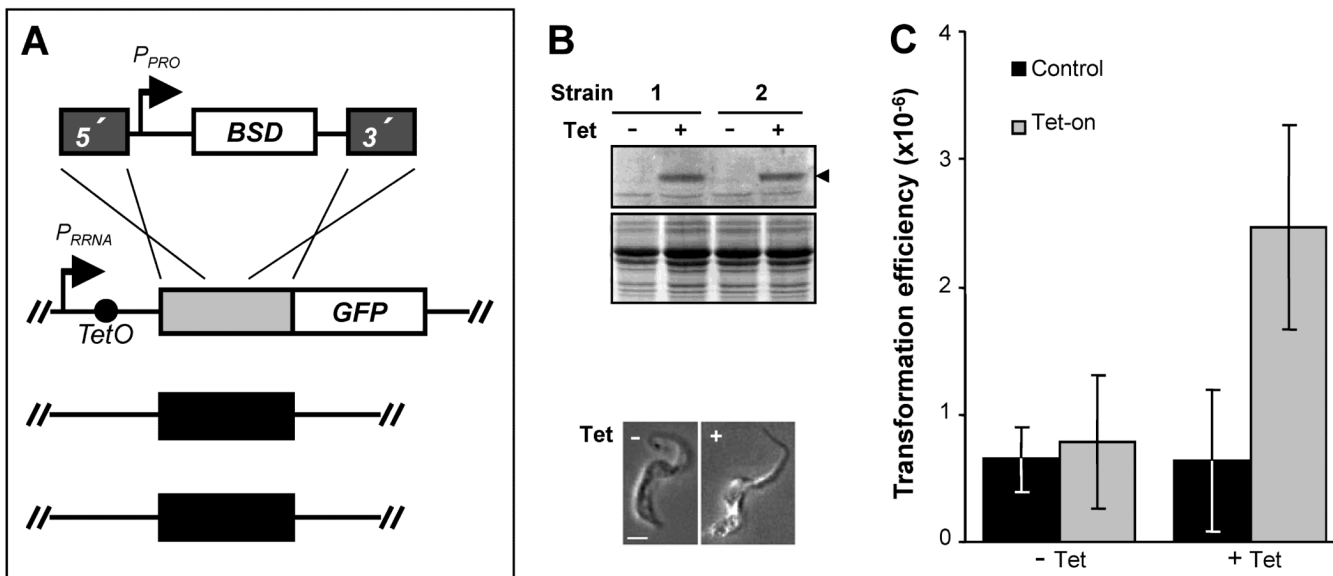 A
P_PRO
5´
BSD
3´
P_RRNA
TetO
GFP
B
Strain 1 2
Tet - + - +
Tet - +
C
Transformation efficiency (x10-6)
4
3
2
1
0
Control
Tet-on
- Tet + Tet